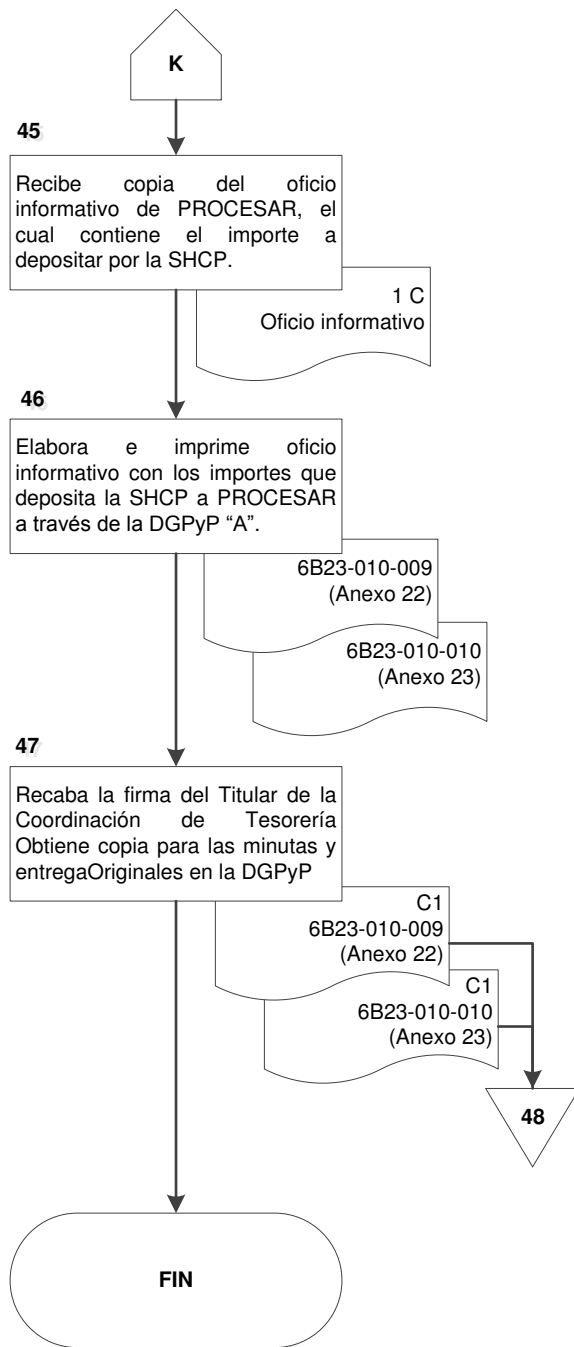 K
45
Recibe copia del oficio
informativo de PROCESAR, el
cual contiene el importe a
depositar por la SHCP.
1 C
Oficio informativo
46
Elabora e imprime oficio
informativo con los importes que
deposita la SHCP a PROCESAR
a través de la DGPyP “A”.
6B23-010-009
(Anexo 22)
6B23-010-010
(Anexo 23)
47
Recaba la firma del Titular de la
Coordinación de Tesorería
Obtiene copia para las minutas y
entregaOriginales en la DGPyP
C1
6B23-010-009
(Anexo 22)
C1
6B23-010-010
(Anexo 23)
48
FIN